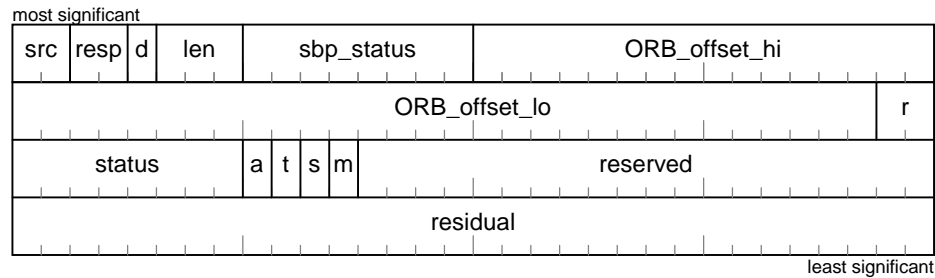 most significant
src resp d len sbp_status ORB_offset_hi
ORB_offset_lo r
status a t s m reserved
residual
least significant